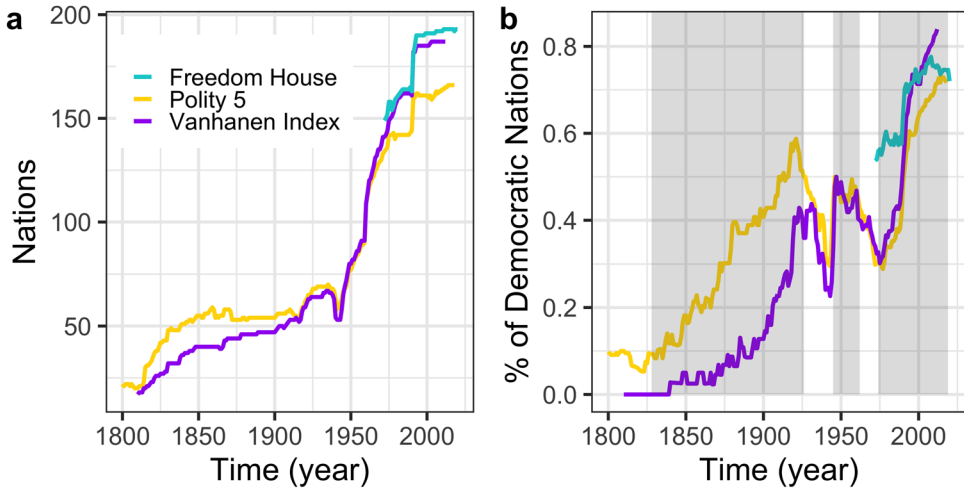 a
200
150
100
50
Nations
Freedom House
Polity 5
Vanhanen Index
1800 1850 1900 1950 2000
Time (year)
b
0.8
0.6
0.4
0.2
0.0
% of Democratic Nations
1800 1850 1900 1950 2000
Time (year)